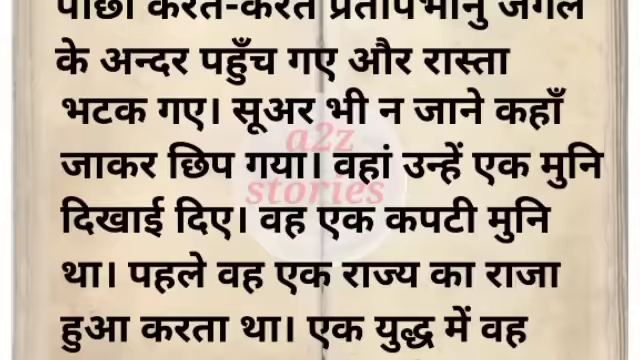 पीछा करते-करते प्रतापभानु जंगल
के अन्दर पहुँच गए और रास्ता
भटक गए। सूअर भी न जाने कहाँ
a2z
जाकर छिप गया। वहां उन्हें एक मुनि
stories
दिखाई दिए। वह एक कपटी मुनि
था। पहले वह एक राज्य का राजा
हुआ करता था। एक युद्ध में वह